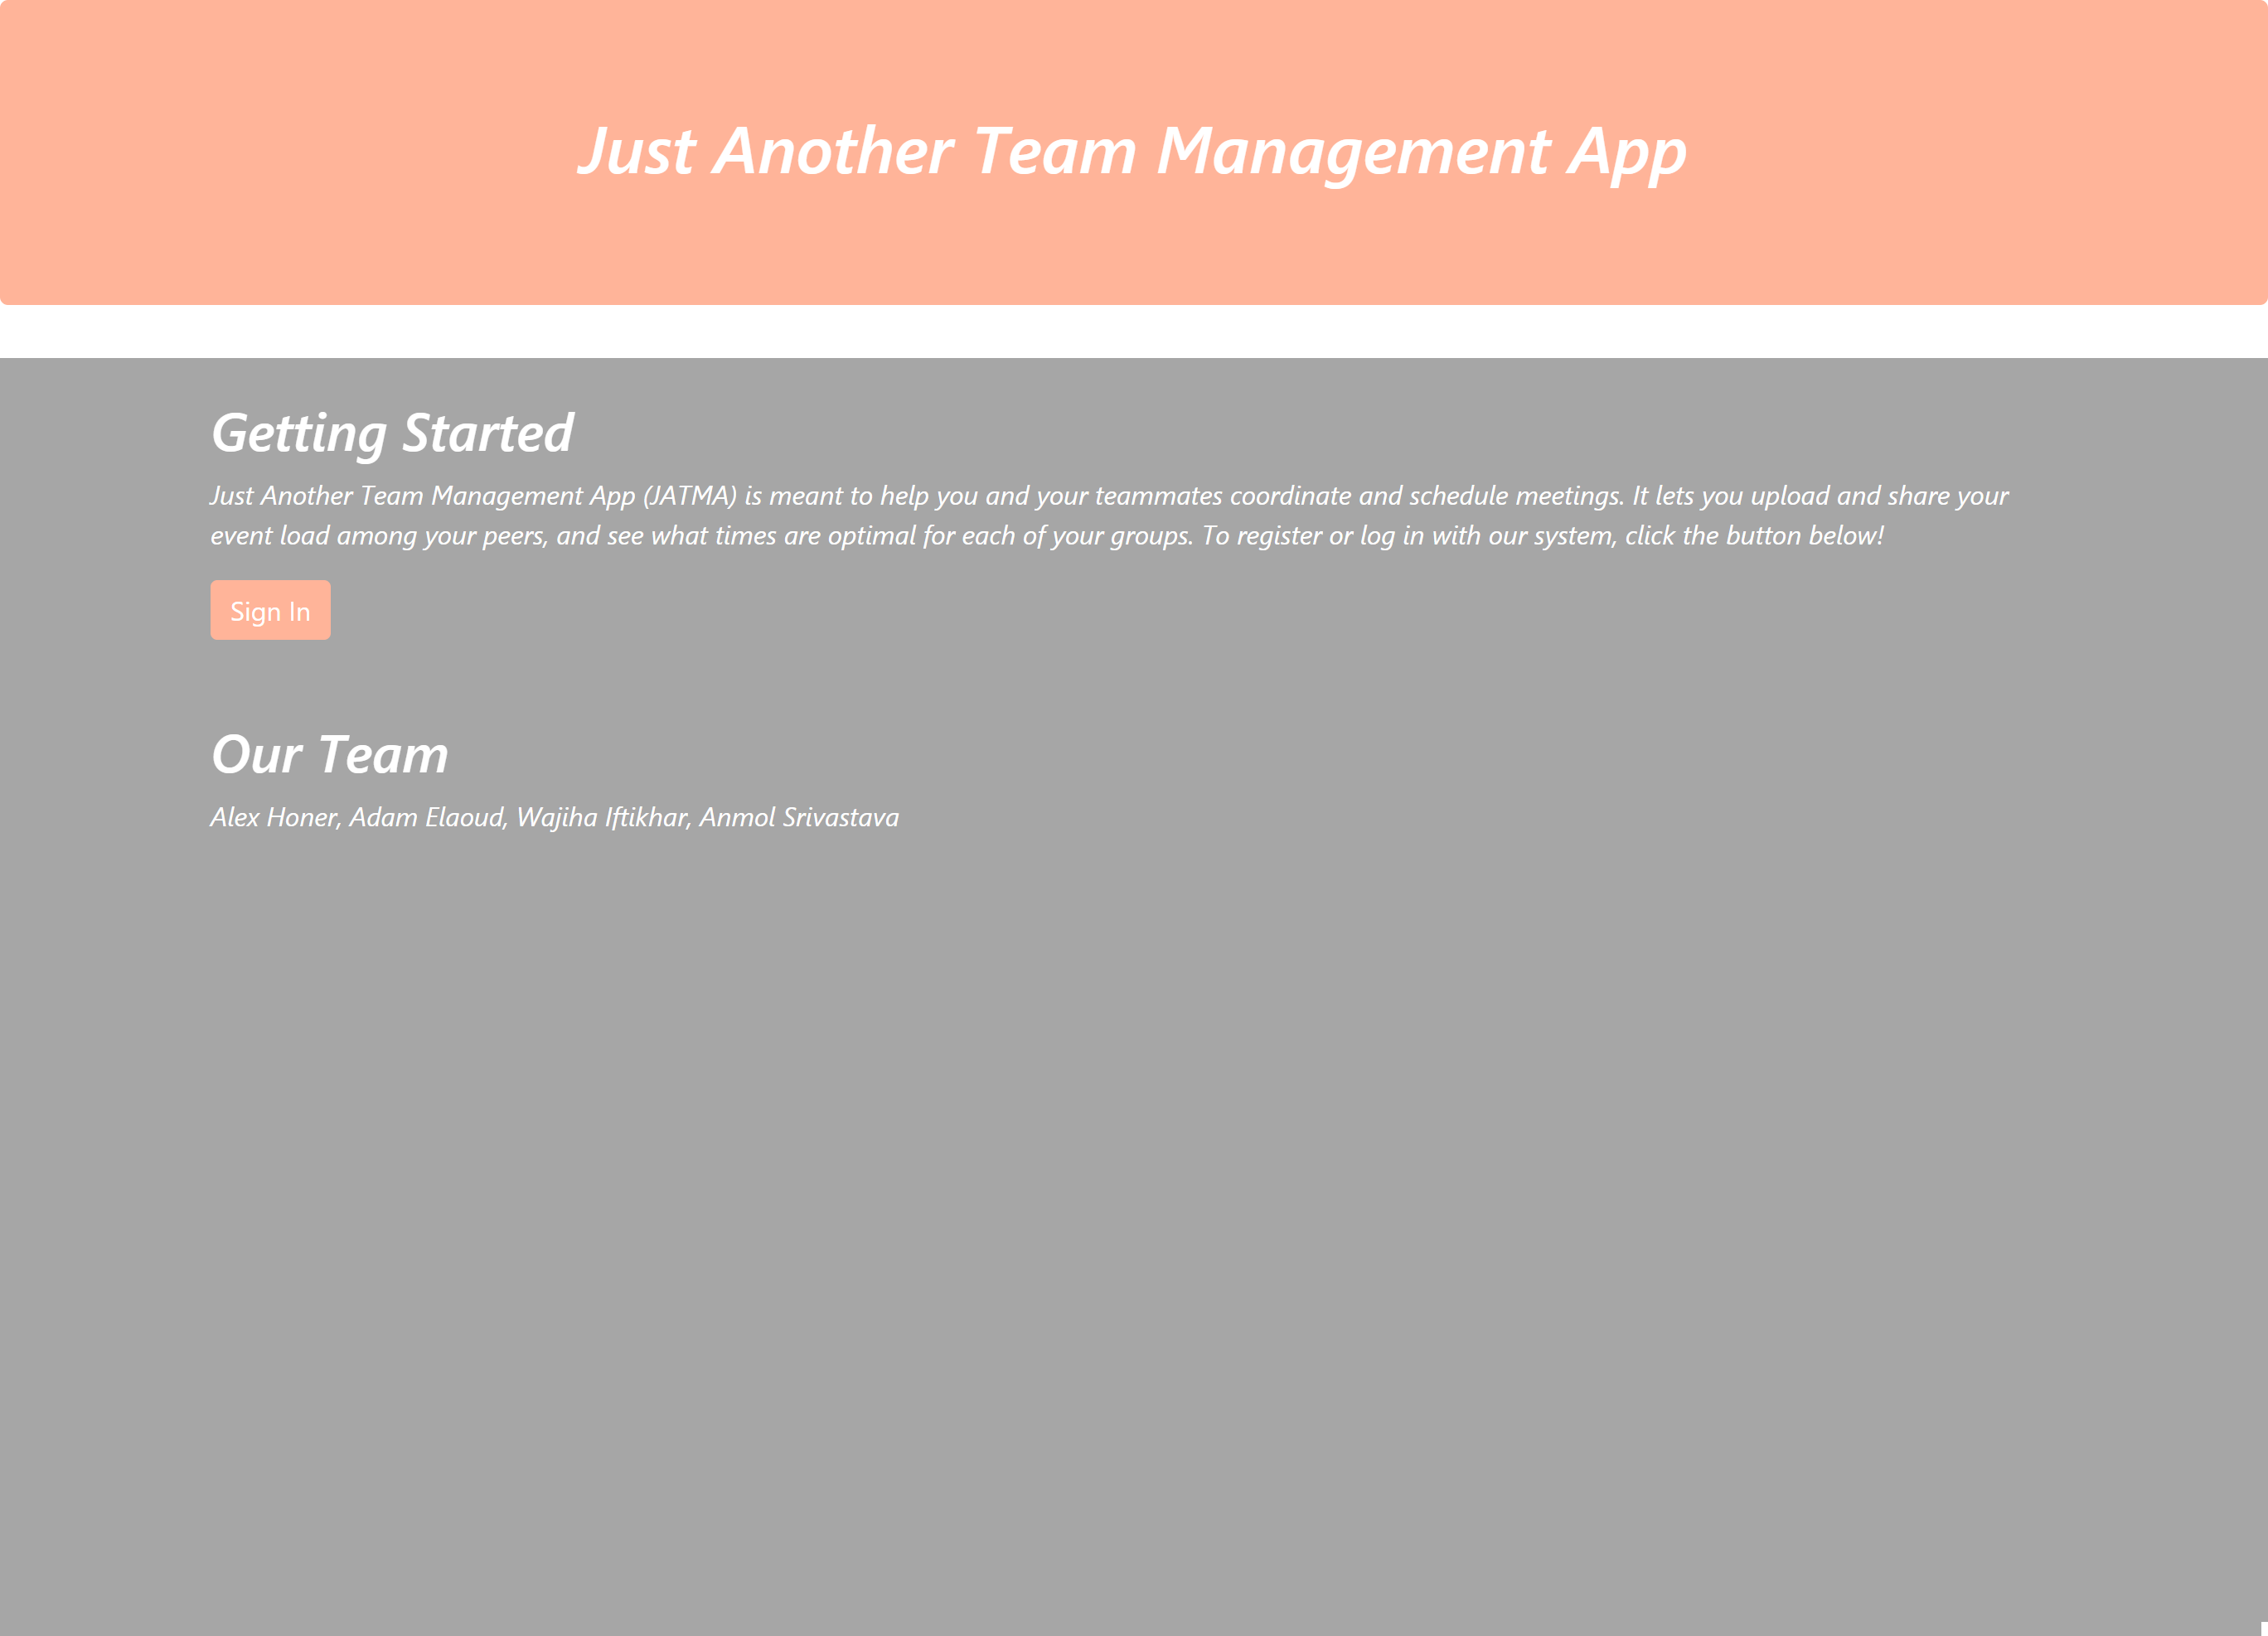 Just Another Team Management App
Getting Started
Just Another Team Management App (JATMA) is meant to help you and your teammates coordinate and schedule meetings. It lets you upload and share your
event load among your peers, and see what times are optimal for each of your groups. To register or log in with our system, click the button below!
Sign In
Our Team
Alex Honer, Adam Elaoud, Wajiha Iftikhar, Anmol Srivastava